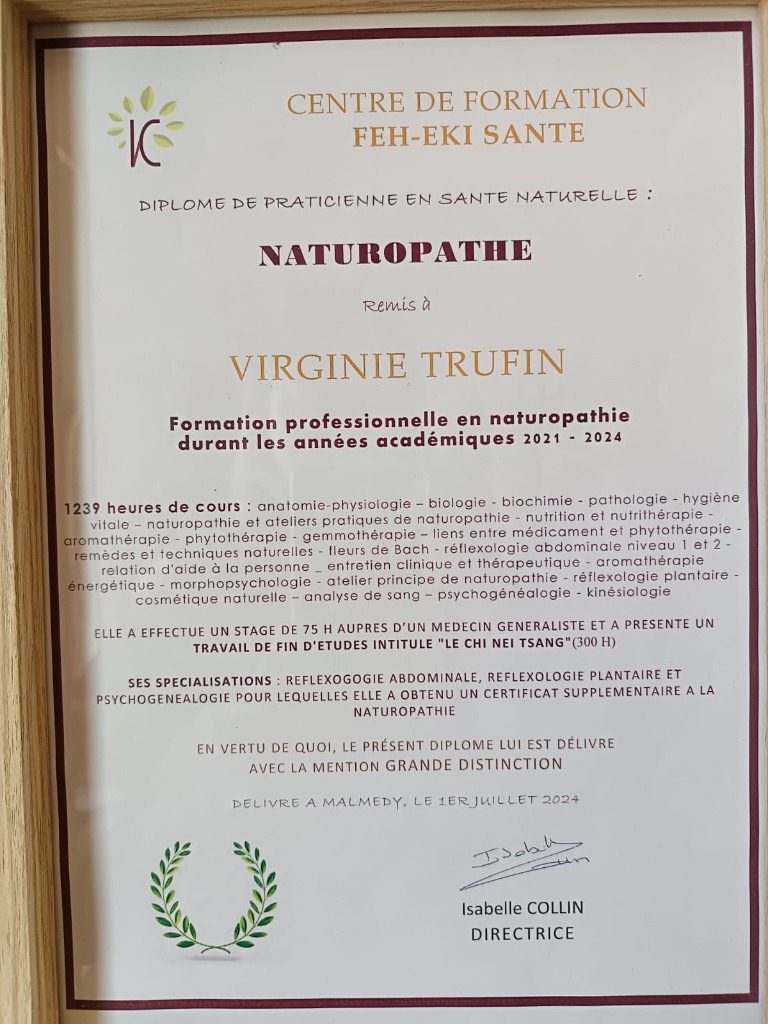 IC
CENTRE DE FORMATION
FEH-EKI SANTE
DIPLOME DE PRATICIENNE EN SANTE NATURELLE :
NATUROPATHE
Remis à
VIRGINIE TRUFIN
Formation professionnelle en naturopathie
durant les années académiques 2021 - 2024
1239 heures de cours : anatomie-physiologie – biologie - biochimie - pathologie - hygiène
vitale – naturopathie et ateliers pratiques de naturopathie - nutrition et nutrithérapie -
aromathérapie - phytothérapie - gemmothérapie – liens entre médicament et phytothérapie -
remèdes et techniques naturelles - fleurs de Bach - réflexologie abdominale niveau 1 et 2 -
relation d'aide à la personne _ entretien clinique et thérapeutique - aromathérapie
énergétique - morphopsychologie - atelier principe de naturopathie - réflexologie plantaire -
cosmétique naturelle – analyse de sang – psychogénéalogie - kinésiologie
ELLE A EFFECTUE UN STAGE DE 75 H AUPRES D'UN MEDECIN GENERALISTE ET A PRESENTE UN
TRAVAIL DE FIN D'ETUDES INTITULE "LE CHI NEI TSANG"(300 H)
SES SPECIALISATIONS : REFLEXOGOGIE ABDOMINALE, REFLEXOLOGIE PLANTAIRE ET
PSYCHOGENEALOGIE POUR LEQUELLES ELLE A OBTENU UN CERTIFICAT SUPPLEMENTAIRE A LA
NATUROPATHIE
EN VERTU DE QUOI, LE PRÉSENT DIPLOME LUI EST DÉLIVRE
AVEC LA MENTION GRANDE DISTINCTION
DELIVRE A MALMEDY, LE 1ER JUILLET 2024
Isabelle COLLIN
DIRECTRICE